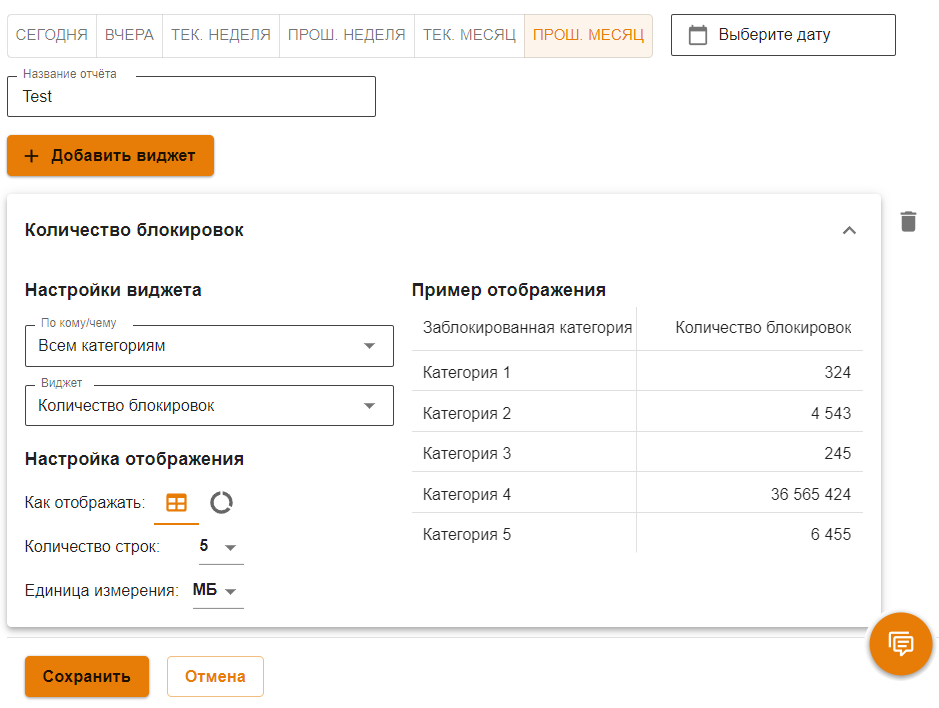 СЕГОДНЯ ВЧЕРА ТЕК. НЕДЕЛЯ ПРОШ. НЕДЕЛЯ ТЕК. МЕСЯЦ ПРОШ. МЕСЯЦ Выберите дату
Название отчёта
Test
+ Добавить виджет
Количество блокировок
Настройки виджета
По кому/чему
Всем категориям
Виджет
Количество блокировок
Настройка отображения
Как отображать:
Количество строк: 5
Единица измерения: МБ
Пример отображения
Заблокированная категория Количество блокировок
Категория 1 324
Категория 2 4 543
Категория 3 245
Категория 4 36 565 424
Категория 5 6 455
Сохранить Отмена